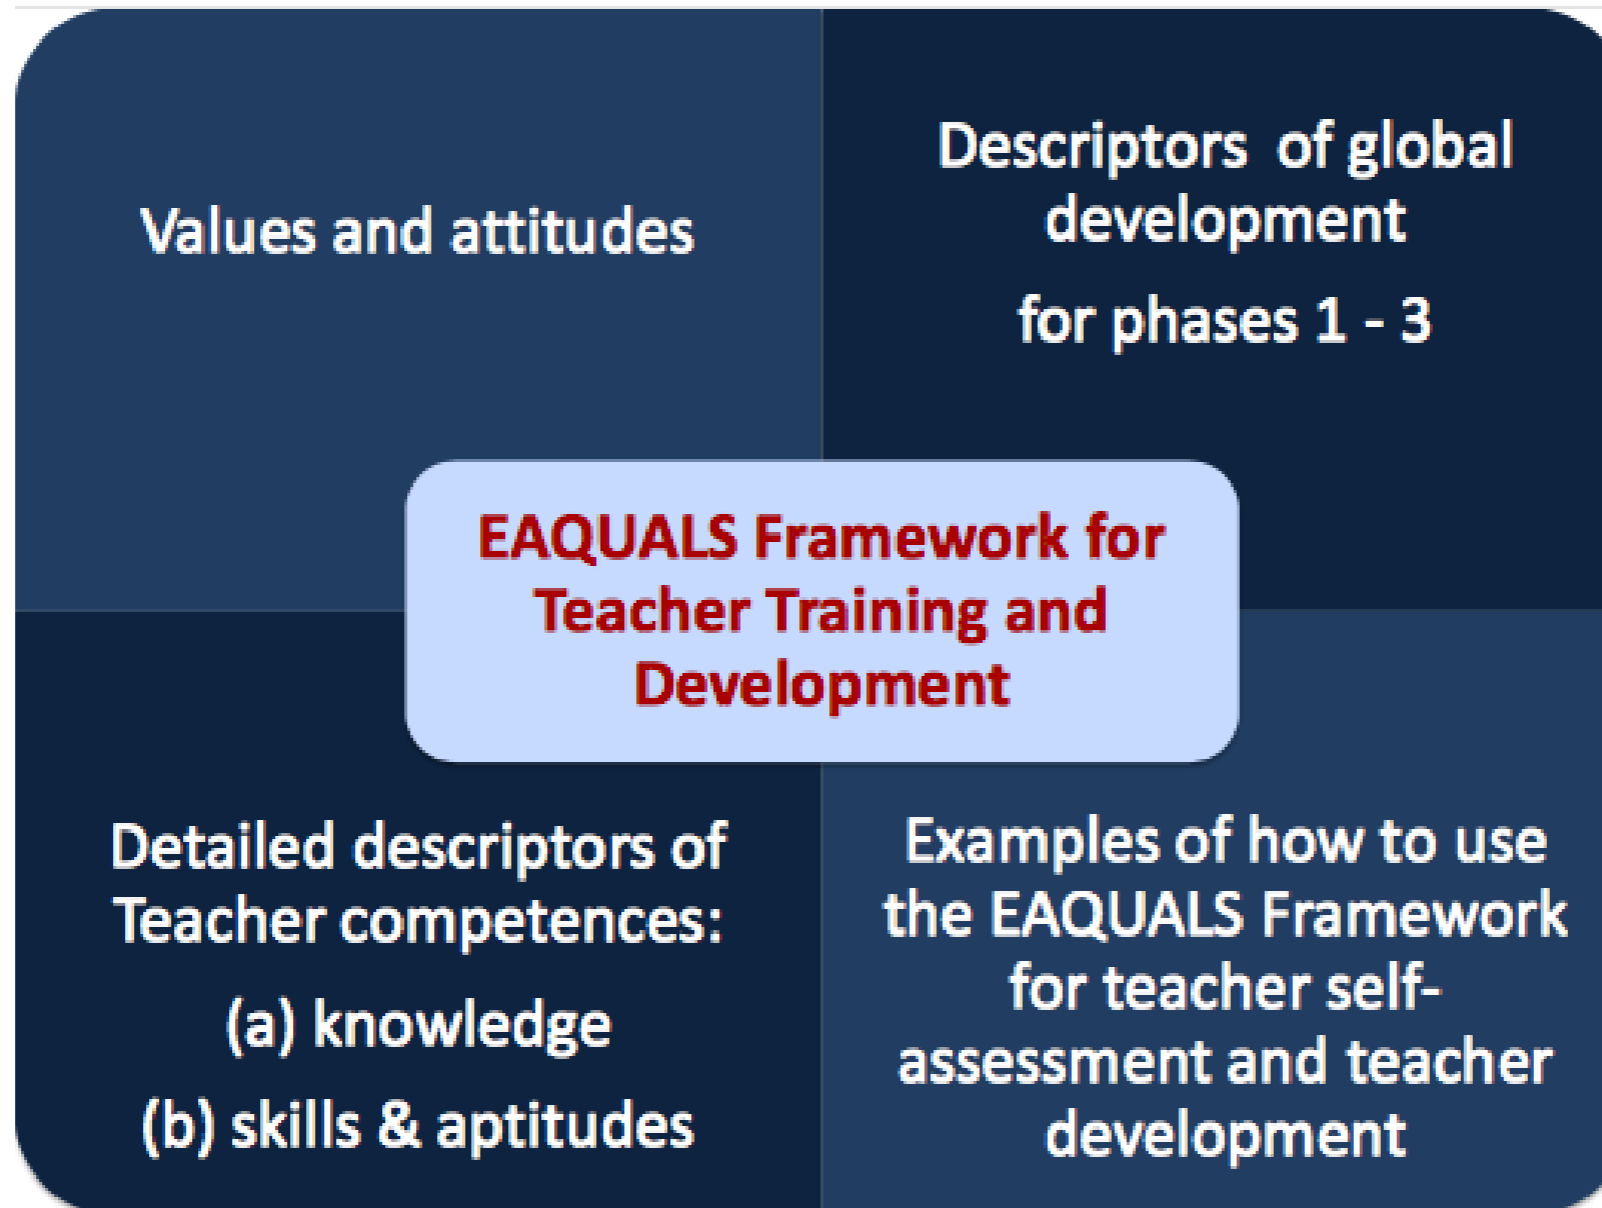 Values and attitudes
Descriptors of global
development
for phases 1 - 3
EAQUALS Framework for
Teacher Training and
Development
Detailed descriptors of
Teacher competences:
(a) knowledge
(b) skills & aptitudes
Examples of how to use
the EAQUALS Framework
for teacher self-
assessment and teacher
development